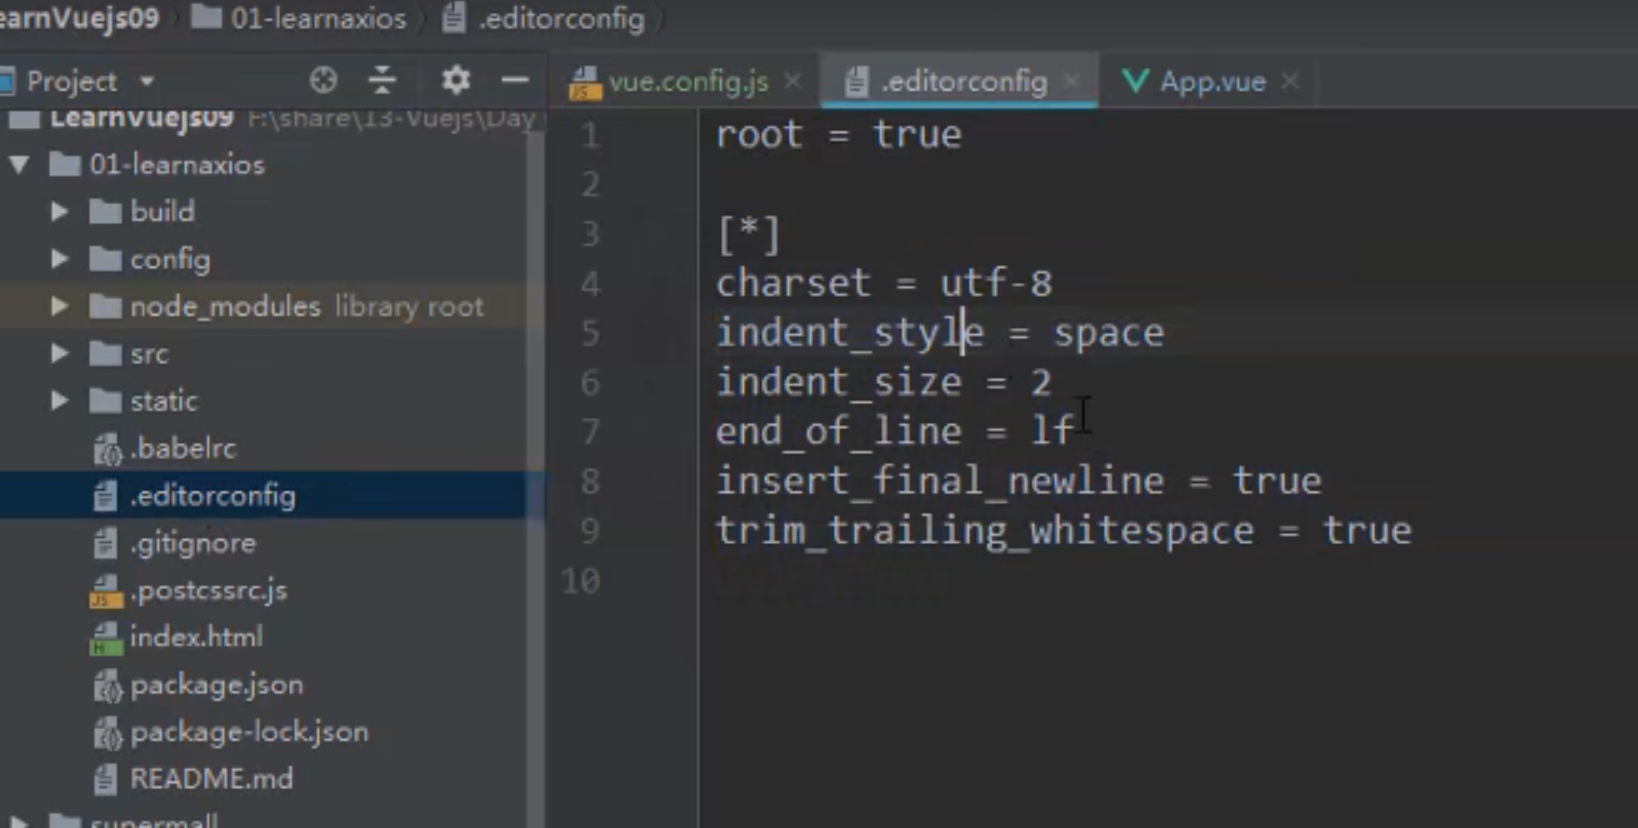 earnVuejs09 01-learnaxios .editorconfig
Project
vue.config.js .editorconfig App.vue
LearnVuejs09 F:\share\13-Vuejs\Day
01-learnaxios
build
config
node_modules library root
src
static
.babelrc
.editorconfig
.gitignore
.postcssrc.js
index.html
package.json
package-lock.json
README.md
supermall
1 root = true
2
3 [*]
4 charset = utf-8
5 indent_style = space
6 indent_size = 2
7 end_of_line = lf
8 insert_final_newline = true
9 trim_trailing_whitespace = true
10